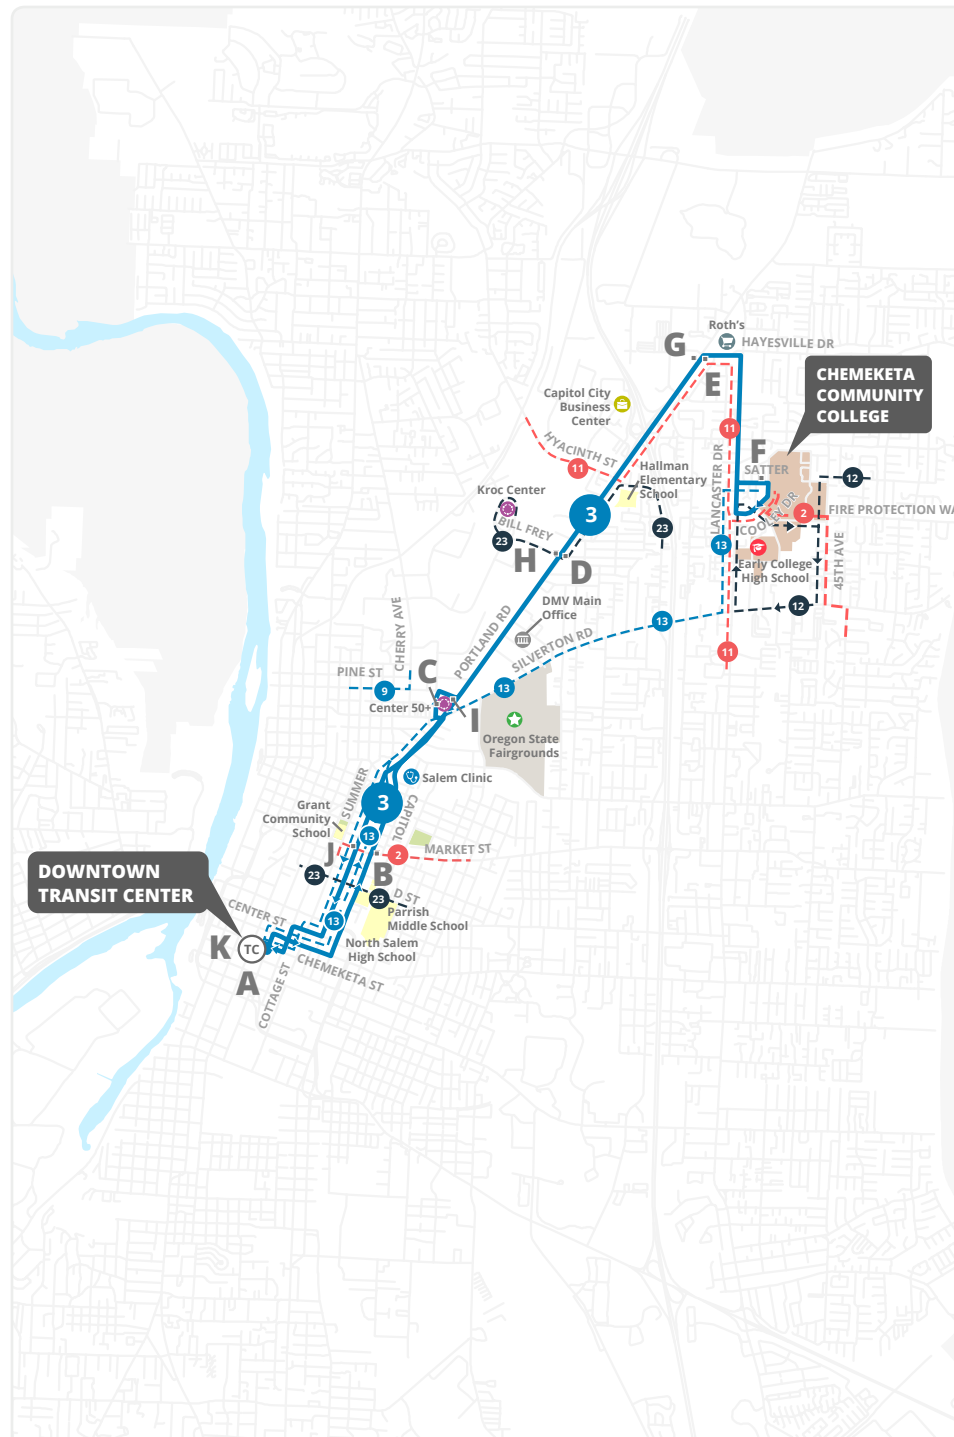 Roth's
G
HAYESVILLE DR
E
CHEMEKETA
COMMUNITY
COLLEGE
Capitol City
Business
Center
11
HYACINTH ST
11
F
LANCASTER DR
SATTER
Hallman
Elementary
School
12
Kroc Center
3
BILL FREY
23
23
COOLEY DR
2
FIRE PROTECTION WA
13
H
D
Early College
High School
45TH AVE
DMV Main
Office
12
CHERRY AVE
PORTLAND RD
13
SILVERTON RD
11
PINE ST
9
C
13
Center 50+
I
Oregon State
Fairgrounds
Salem Clinic
SUMMER
3
CAPITOL
Grant
Community
School
13
J
2
MARKET ST
B
23
DOWNTOWN
TRANSIT CENTER
23
D ST
Parrish
Middle School
CENTER ST
13
North Salem
High School
K
TC
A
COTTAGE ST
CHEMEKETA ST